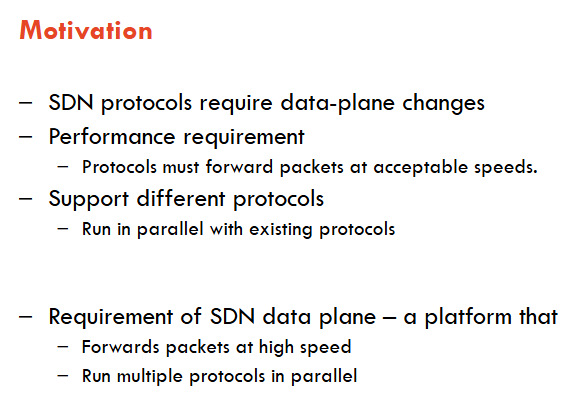 Motivation
– SDN protocols require data-plane changes
– Performance requirement
– Protocols must forward packets at acceptable speeds.
– Support different protocols
– Run in parallel with existing protocols
– Requirement of SDN data plane – a platform that
– Forwards packets at high speed
– Run multiple protocols in parallel